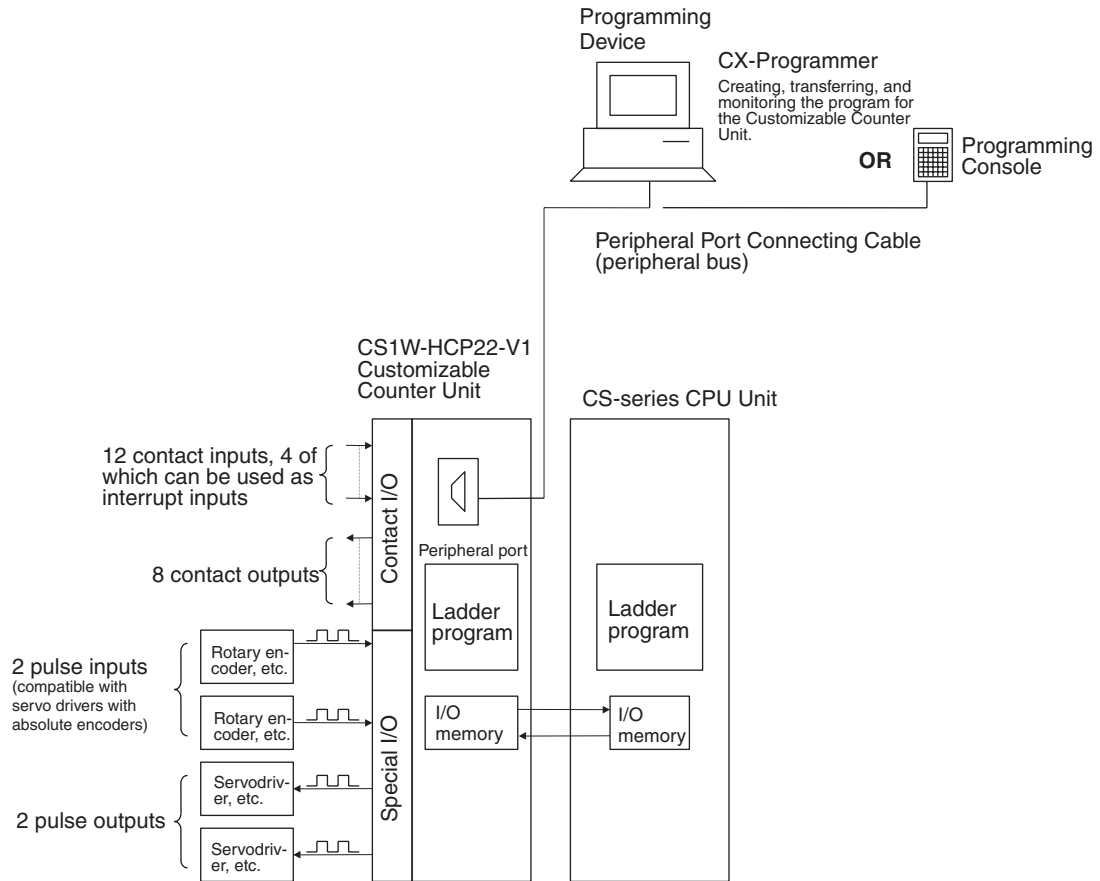 Programming
Device
CX-Programmer
Creating, transferring, and
monitoring the program for
the Customizable Counter
Unit.
OR
Programming
Console
Peripheral Port Connecting Cable
(peripheral bus)
CS1W-HCP22-V1
Customizable
Counter Unit
CS-series CPU Unit
12 contact inputs, 4 of
which can be used as
interrupt inputs
8 contact outputs
Contact I/O
Peripheral port
Ladder
program
Ladder
program
2 pulse inputs
(compatible with
servo drivers with
absolute encoders)
Rotary en-
coder, etc.
Rotary en-
coder, etc.
Special I/O
I/O
memory
I/O
memory
2 pulse outputs
Servodriv-
er, etc.
Servodriv-
er, etc.